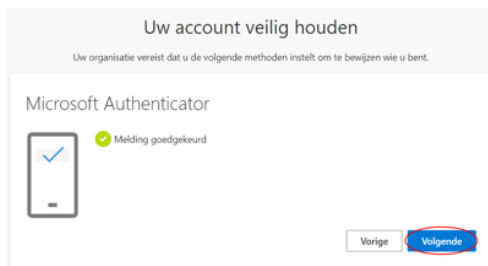 Uw account veilig houden
Uw organisatie vereist dat u de volgende methoden instelt om te bewijzen wie u bent.
Microsoft Authenticator
Melding goedgekeurd
Vorige Volgende